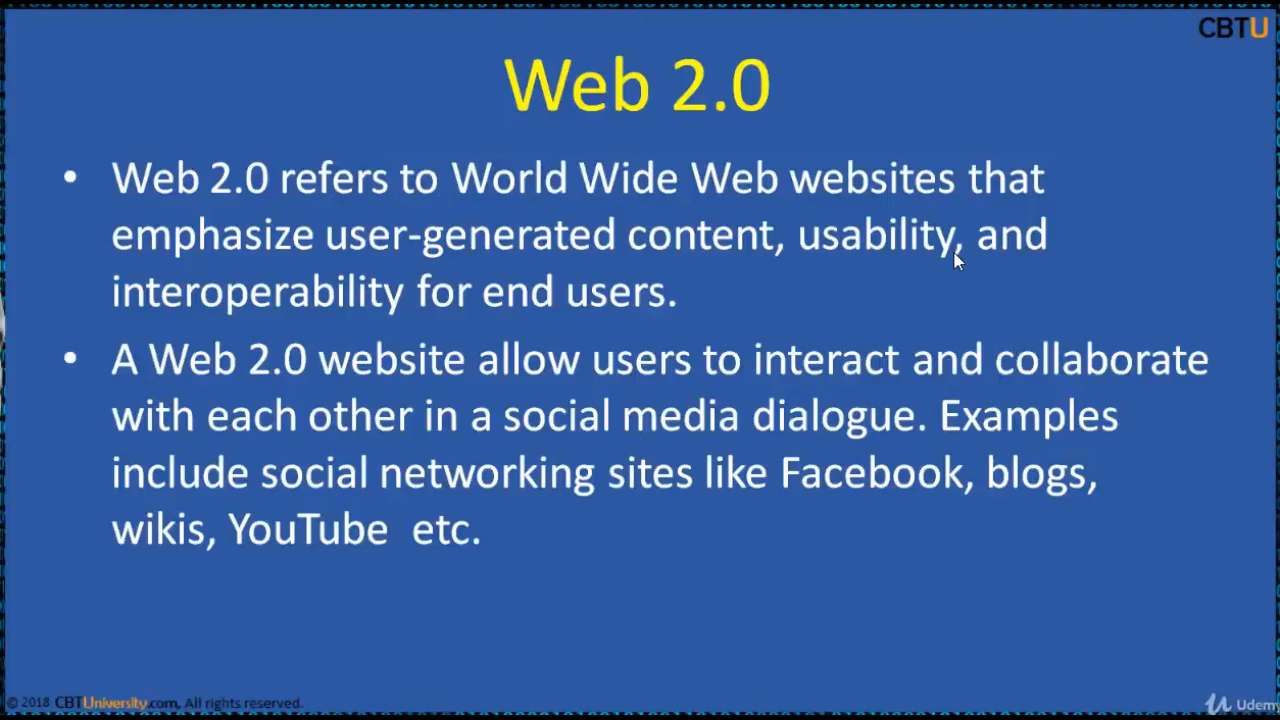 CBTU
Web 2.0
• Web 2.0 refers to World Wide Web websites that
emphasize user-generated content, usability, and
interoperability for end users.
• A Web 2.0 website allow users to interact and collaborate
with each other in a social media dialogue. Examples
include social networking sites like Facebook, blogs,
wikis, YouTube  etc.
© 2018 CBTUniversity.com, All rights reserved.
Udemy